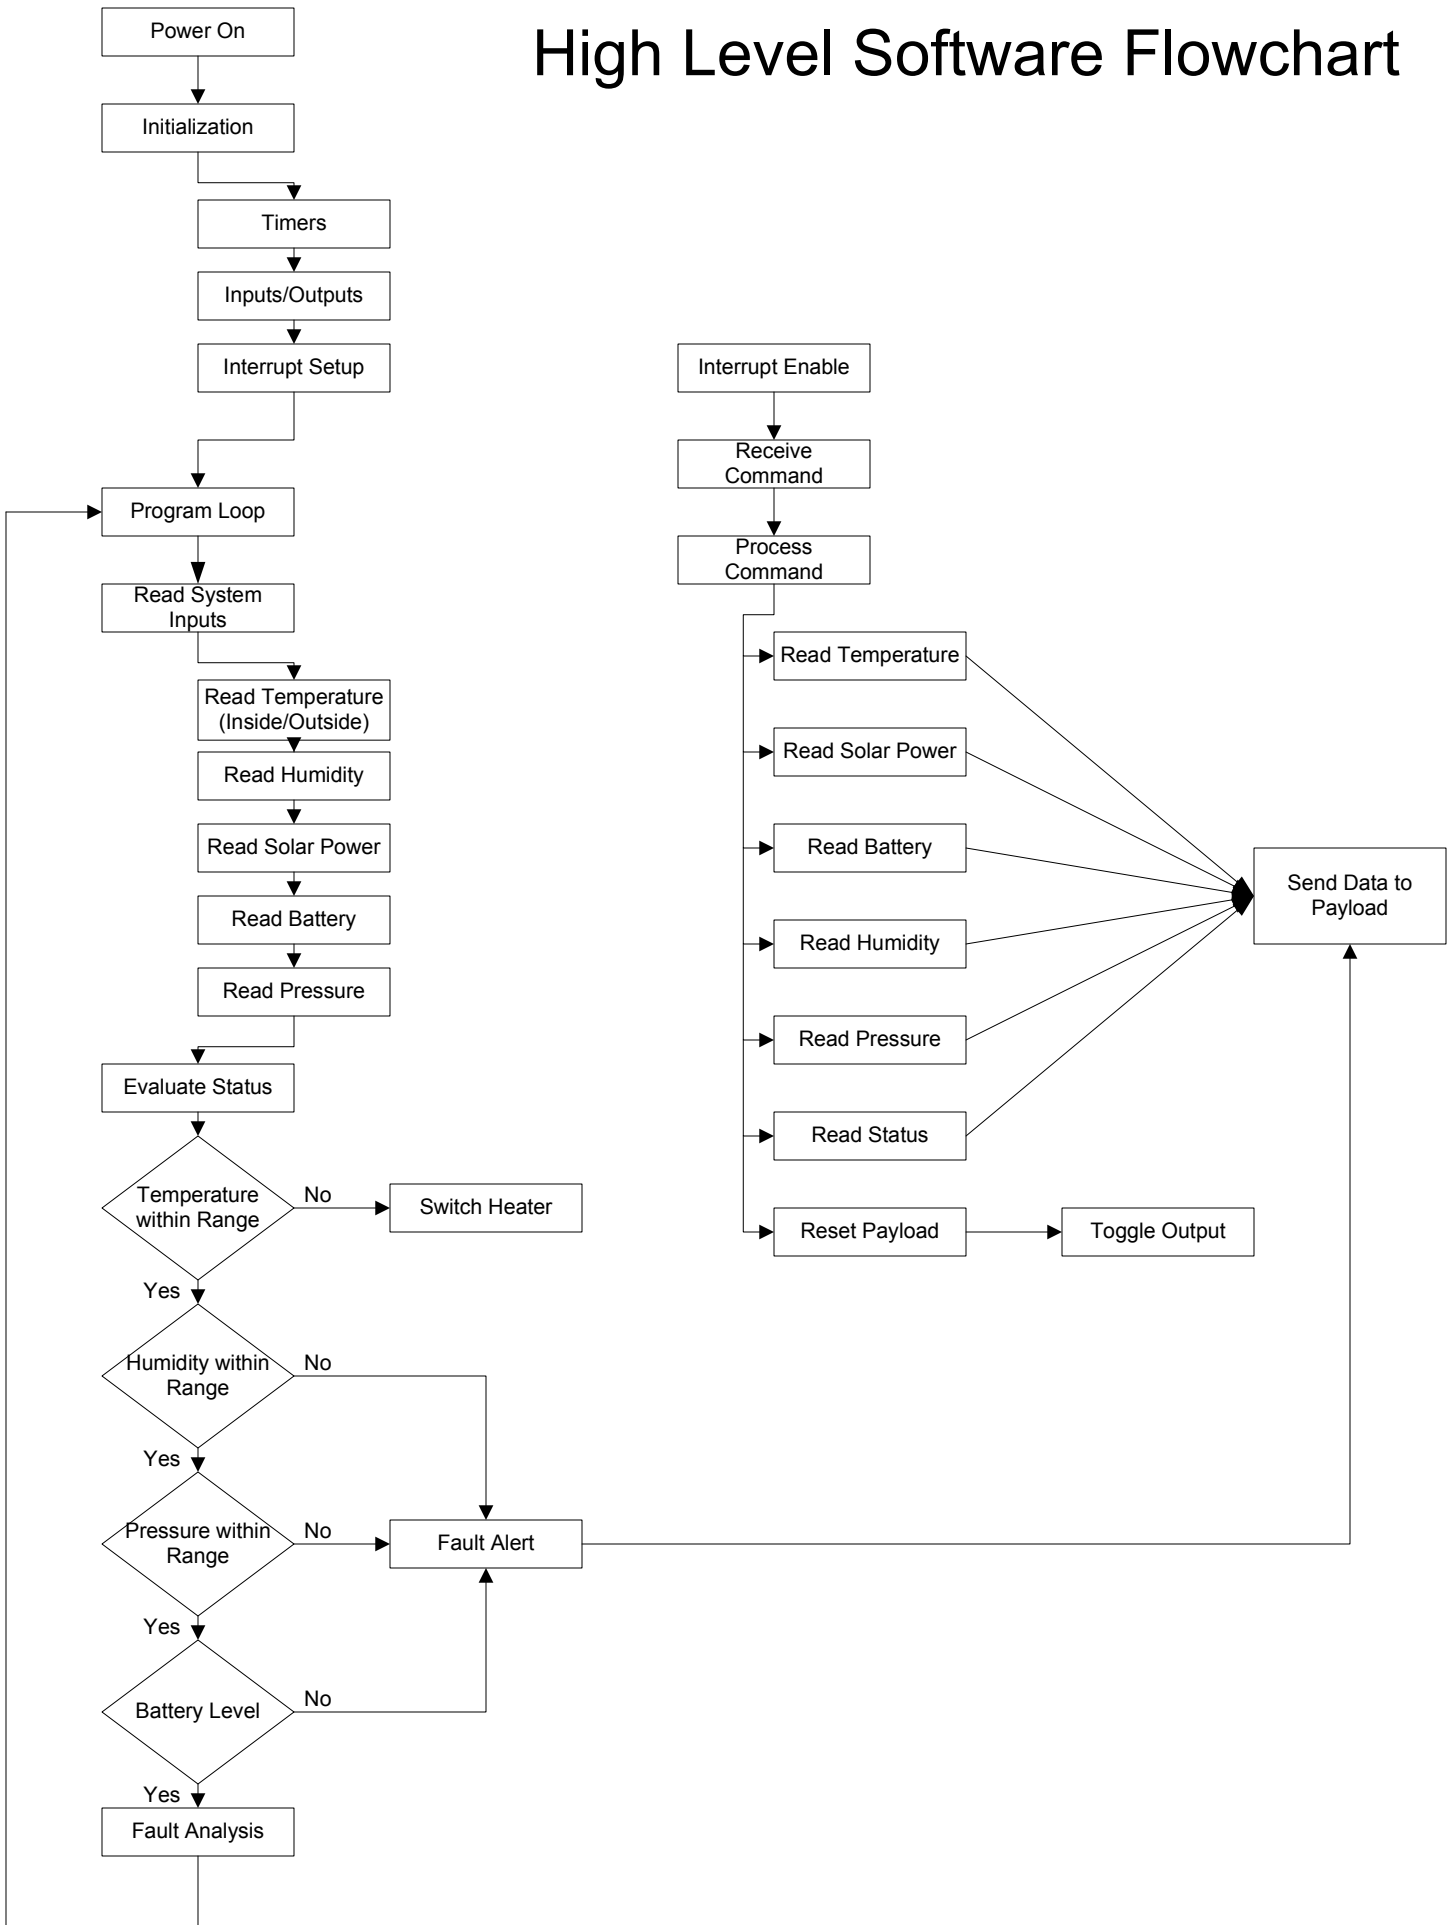 High Level Software Flowchart
Power On
Initialization
Timers
Inputs/Outputs
Interrupt Setup
Program Loop
Read System
Inputs
Read Temperature
(Inside/Outside)
Read Humidity
Read Solar Power
Read Battery
Read Pressure
Evaluate Status
Temperature
within Range
No
Switch Heater
Yes
Humidity within
Range
No
Yes
Pressure within
Range
No
Fault Alert
Yes
Battery Level
No
Yes
Fault Analysis
Interrupt Enable
Receive
Command
Process
Command
Read Temperature
Read Solar Power
Read Battery
Read Humidity
Read Pressure
Read Status
Reset Payload
Toggle Output
Send Data to
Payload